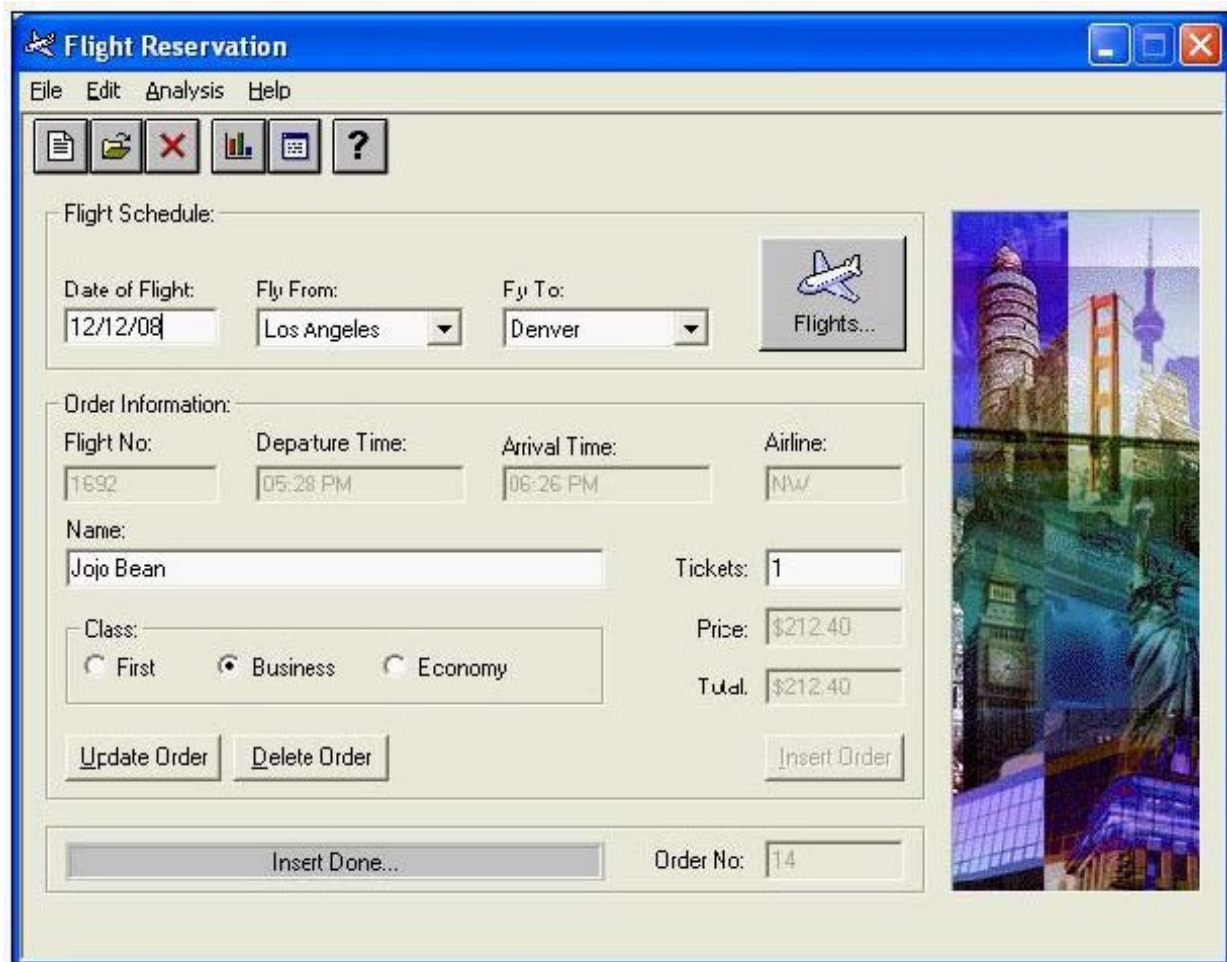 Flight Reservation
File Edit Analysis Help
?
Flight Schedule:
Date of Flight: Fly From: Fly To:
12/12/08 Los Angeles Denver Flights...
Order Information:
Flight No: Depature Time: Arrival Time: Airline:
1692 05:28 PM 06:26 PM NW
Name:
Jojo Bean Tickets: 1
Class: Price: $212.40
First Business Economy
Total: $212.40
Update Order Delete Order Insert Order
Insert Done... Order No: 14